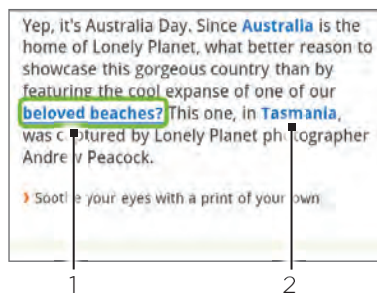 Yep, it's Australia Day. Since Australia is the
home of Lonely Planet, what better reason to
showcase this gorgeous country than by
featuring the cool expanse of one of our
beloved beaches? This one, in Tasmania,
was captured by Lonely Planet photographer
Andrew Peacock.
› Soothe your eyes with a print of your own
1 2